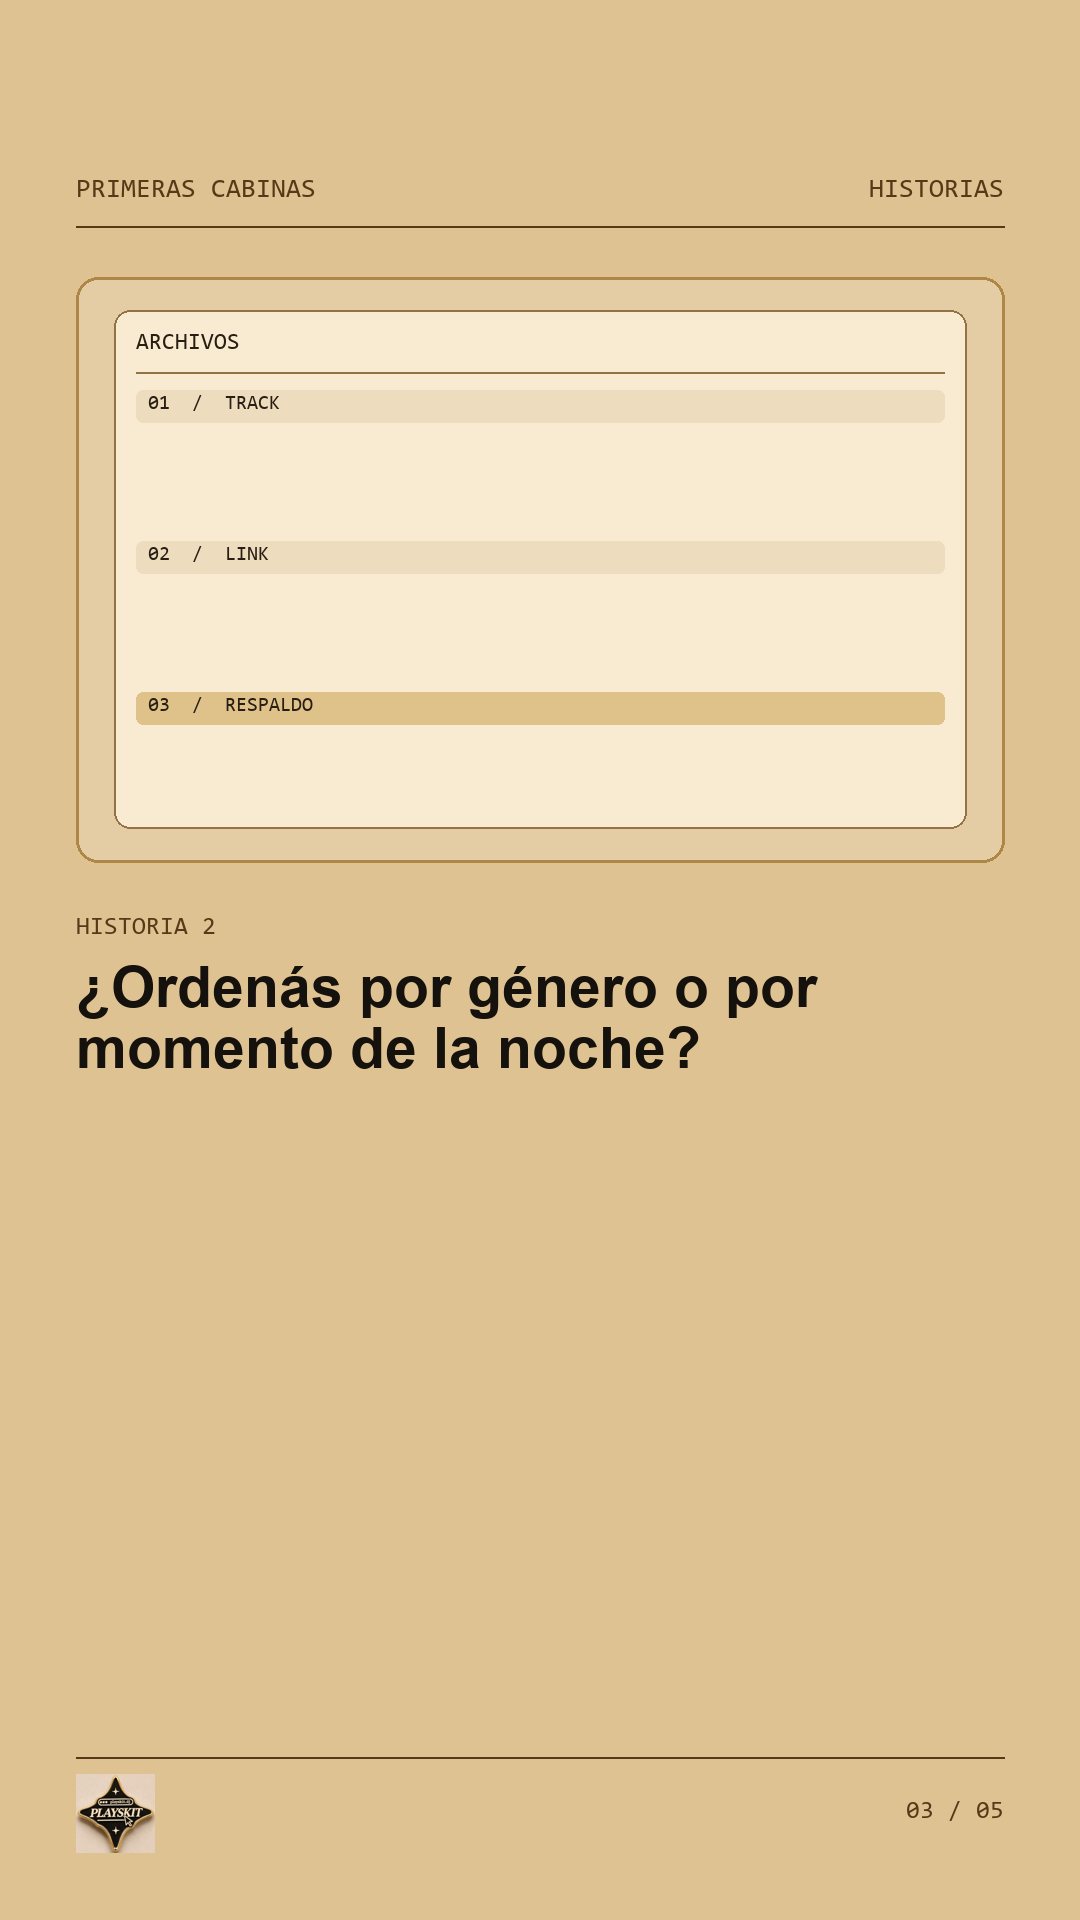 PRIMERAS CABINAS
HISTORIAS
ARCHIVOS
01 / TRACK
02 / LINK
03 / RESPALDO
HISTORIA 2
¿Ordenás por género o por
momento de la noche?
PLAYSKIT
03 / 05